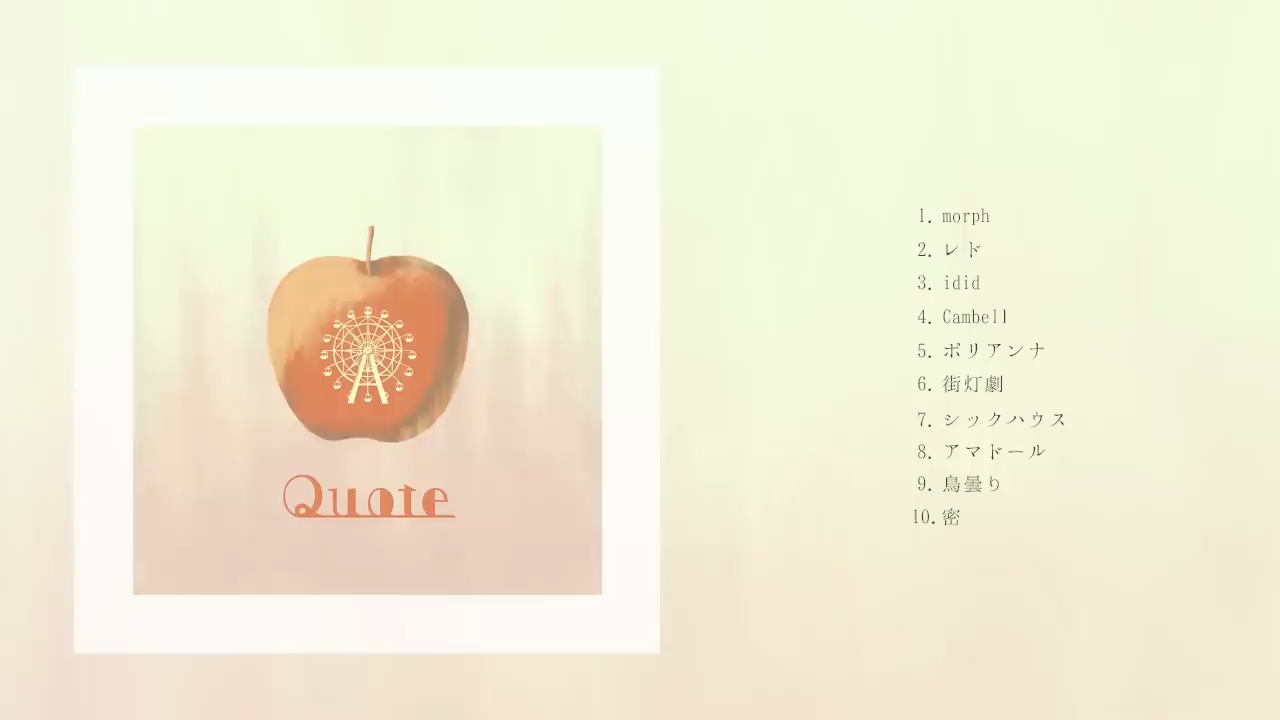 Quote
1. morph
2. レド
3. idid
4. Cambell
5. ポリアンナ
6. 街灯劇
7. シックハウス
8. アマドール
9. 鳥曇り
10. 密